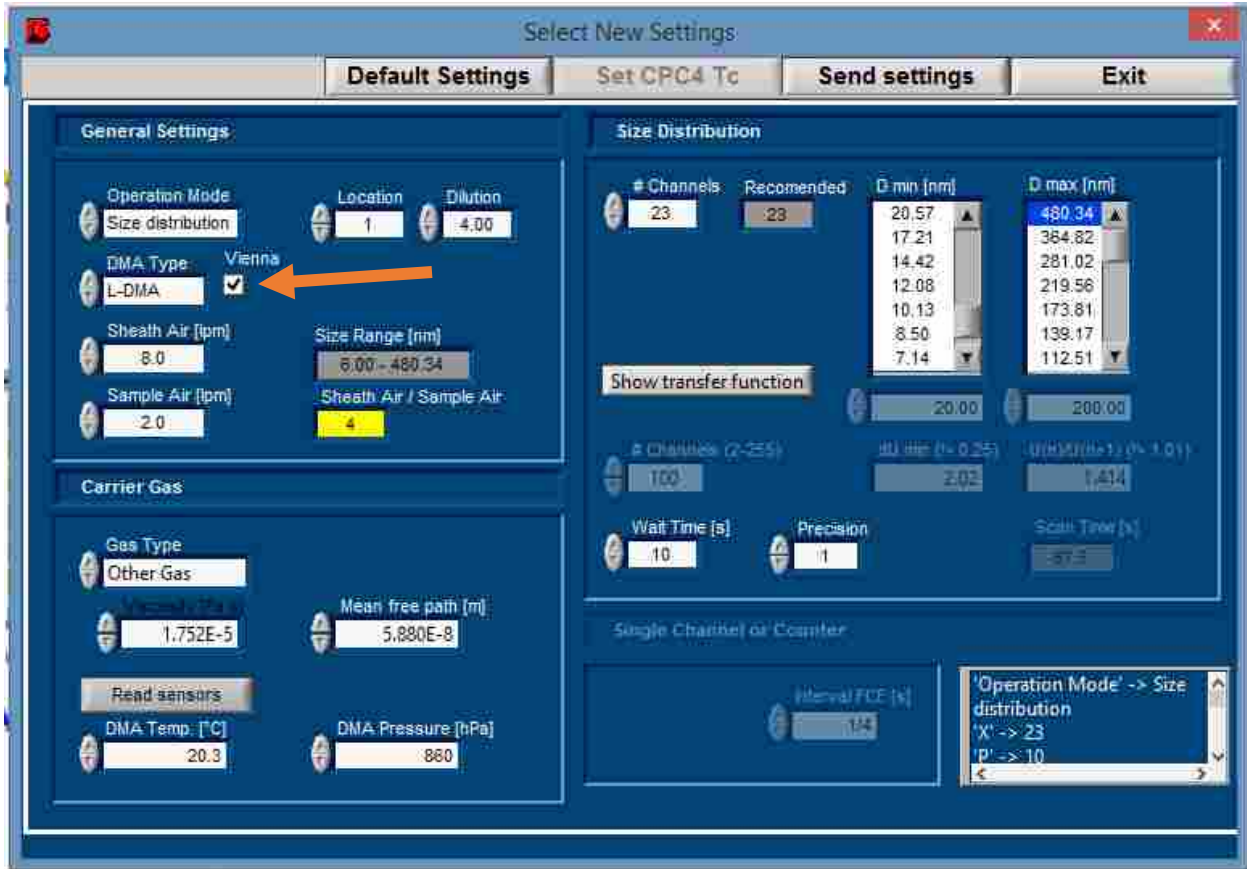 Select New Settings
Default Settings
Set CPC4 Tc
Send settings
Exit
General Settings
Operation Mode
Size distribution
Location
1
Dilution
4.00
DMA Type
L-DMA
Vienna
Sheath Air [lpm]
8.0
Size Range [nm]
6.00 - 480.34
Sample Air [lpm]
2.0
Sheath Air / Sample Air
4
Carrier Gas
Gas Type
Other Gas
1.752E-5
Mean free path [m]
5.880E-8
Read sensors
DMA Temp. [°C]
20.3
DMA Pressure [hPa]
860
Size Distribution
# Channels
23
Recomended
23
D min [nm]
20.57
17.21
14.42
12.08
10.13
8.50
7.14
D max [nm]
480.34
364.82
281.02
219.56
173.81
139.17
112.51
Show transfer function
20.00
200.00
# Channels (2-255)
100
dU min (> 0.25)
2.02
U(n)/U(n+1) (> 1.01)
1.414
Wait Time [s]
10
Precision
1
Scan Time [s]
Single Channel or Counter
Interval FCE [s]
1/4
'Operation Mode' -> Size
distribution
'X' -> 23
'P' -> 10